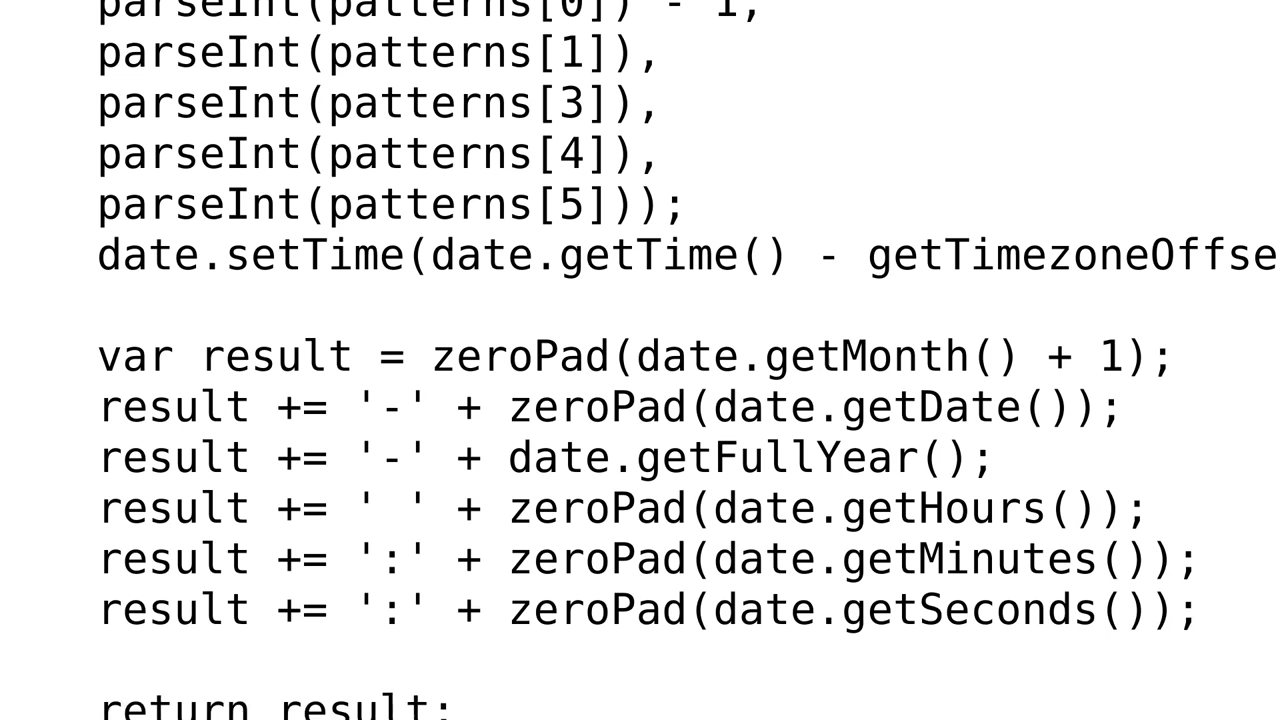 parseInt(patterns[0]) - 1,
parseInt(patterns[1]),
parseInt(patterns[3]),
parseInt(patterns[4]),
parseInt(patterns[5]));
date.setTime(date.getTime() - getTimezoneOffse
var result = zeroPad(date.getMonth() + 1);
result += '-' + zeroPad(date.getDate());
result += '-' + date.getFullYear();
result += ' ' + zeroPad(date.getHours());
result += ':' + zeroPad(date.getMinutes());
result += ':' + zeroPad(date.getSeconds());
return result;